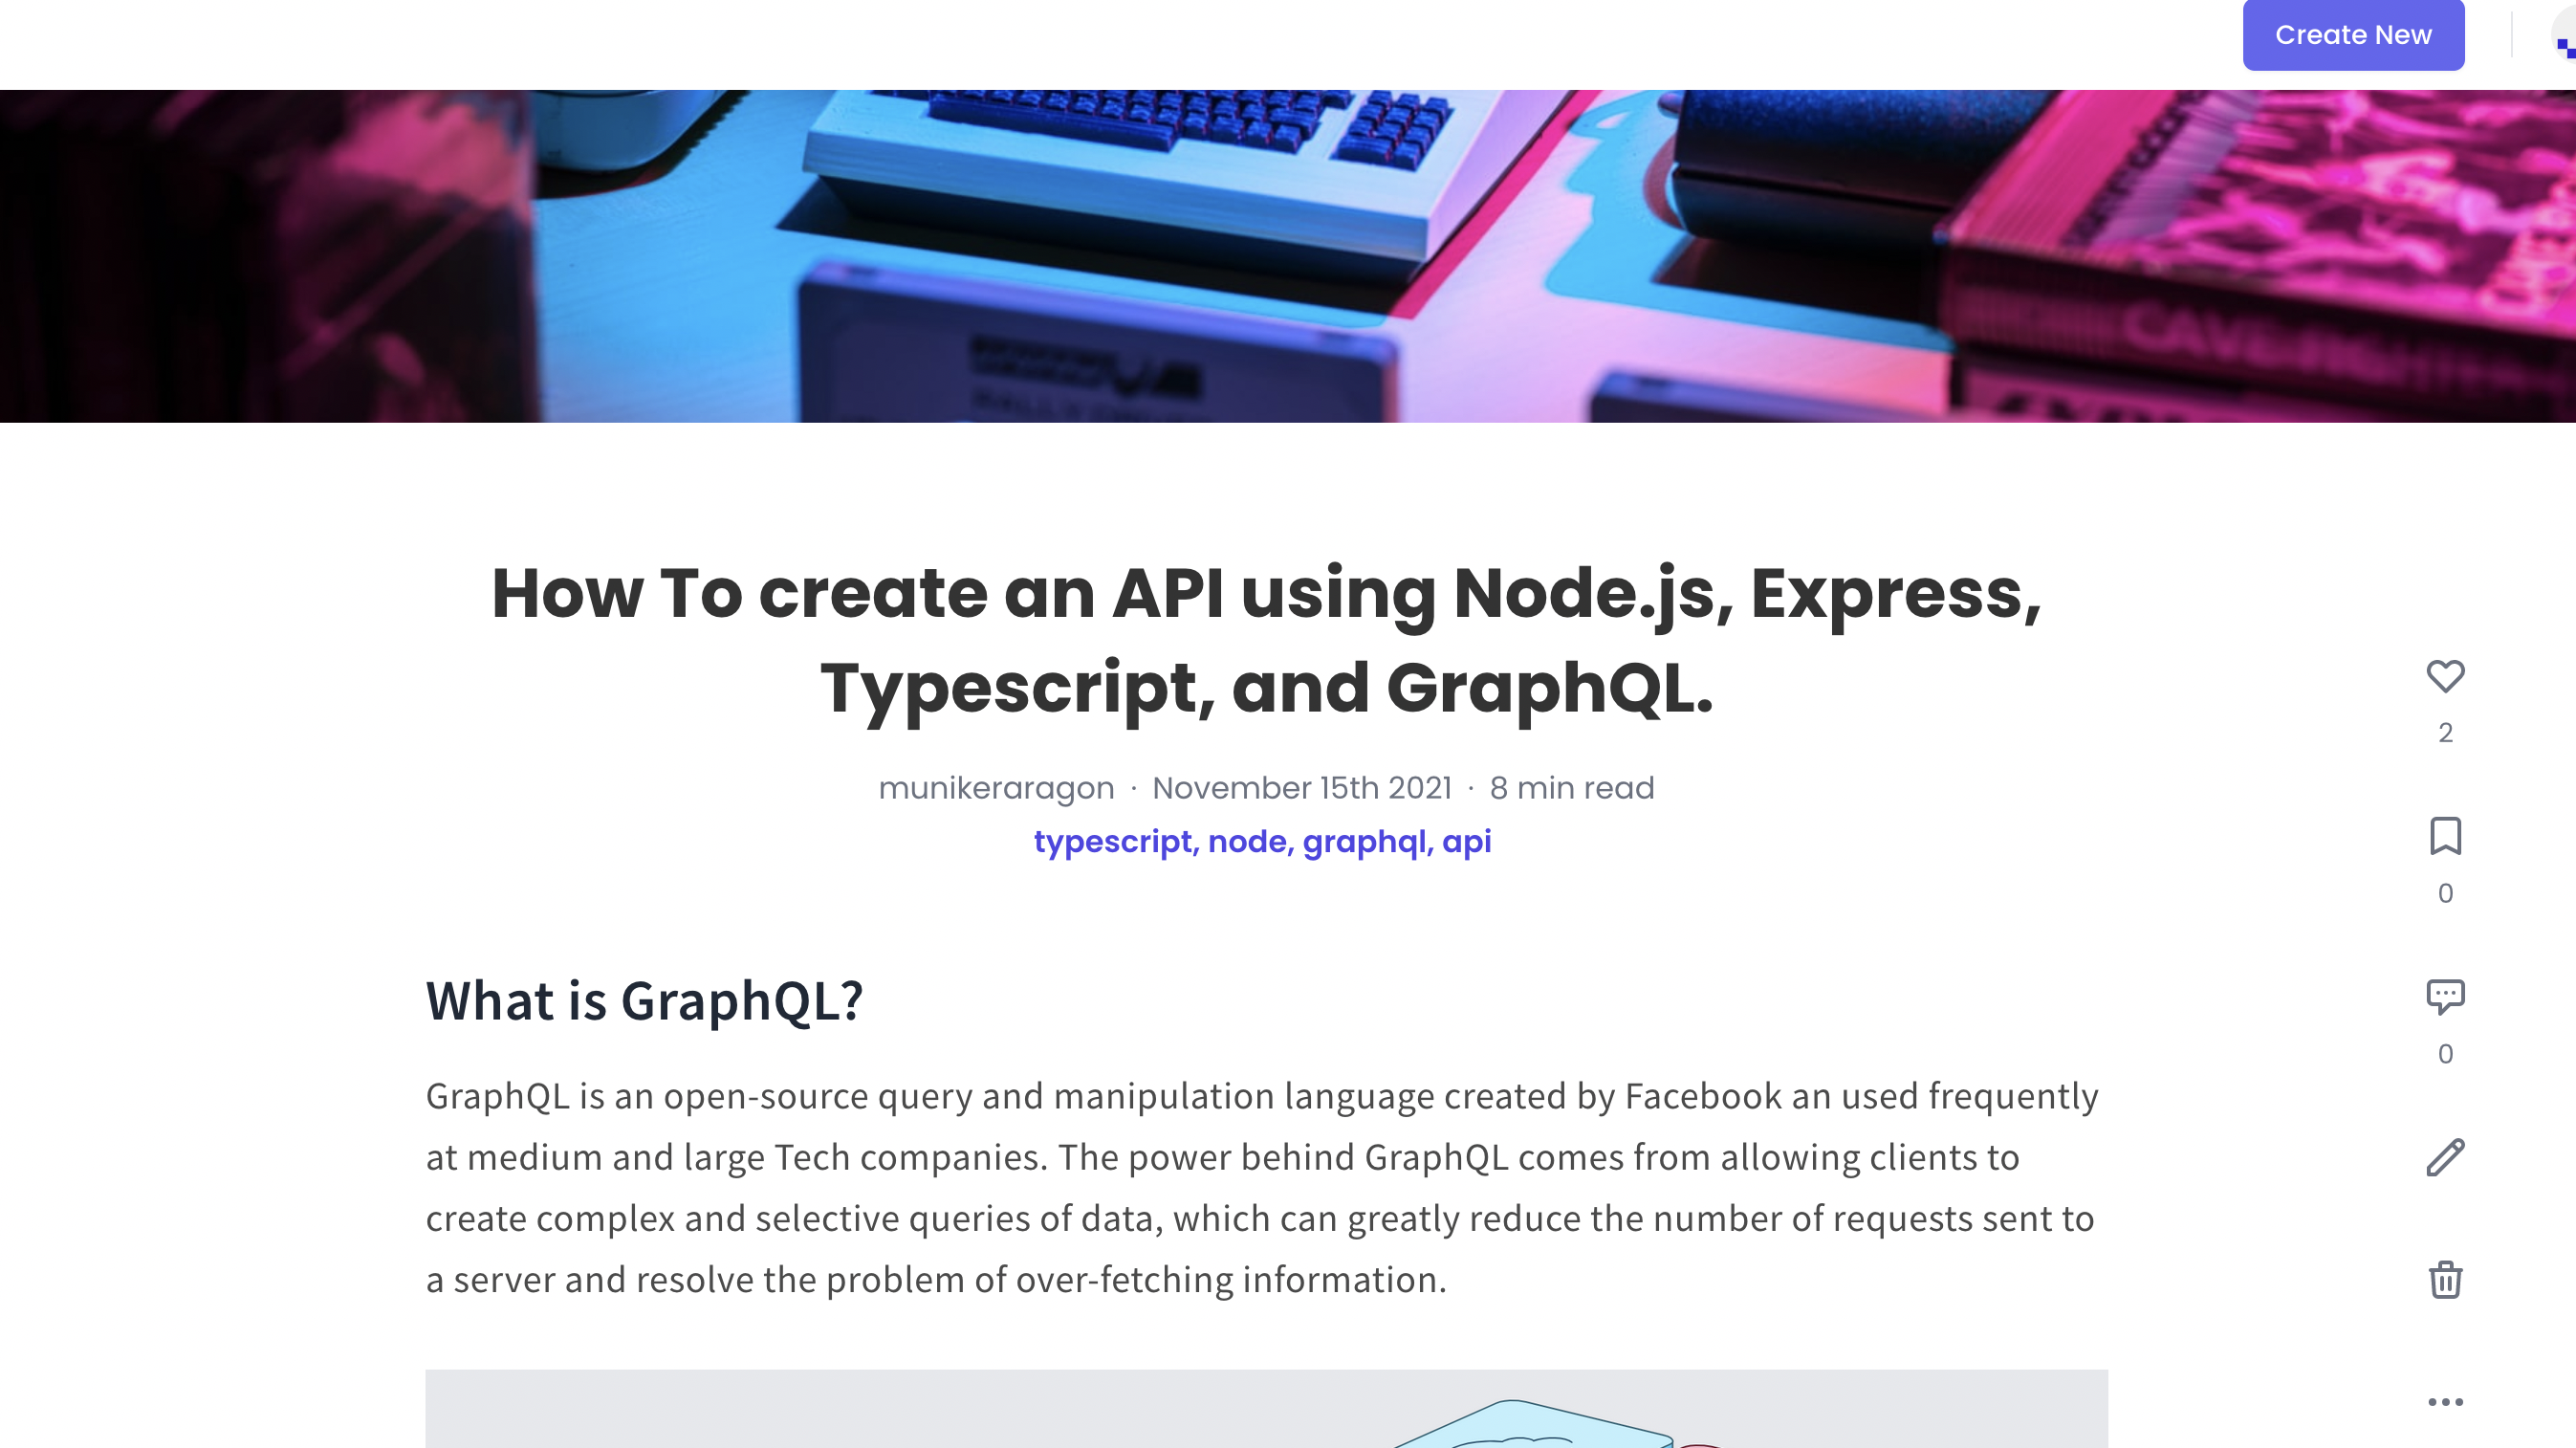 Create New
How To create an API using Node.js, Express,
Typescript, and GraphQL.
munikeraragon · November 15th 2021 · 8 min read
typescript, node, graphql, api
2
0
0
What is GraphQL?
GraphQL is an open-source query and manipulation language created by Facebook an used frequently
at medium and large Tech companies. The power behind GraphQL comes from allowing clients to
create complex and selective queries of data, which can greatly reduce the number of requests sent to
a server and resolve the problem of over-fetching information.